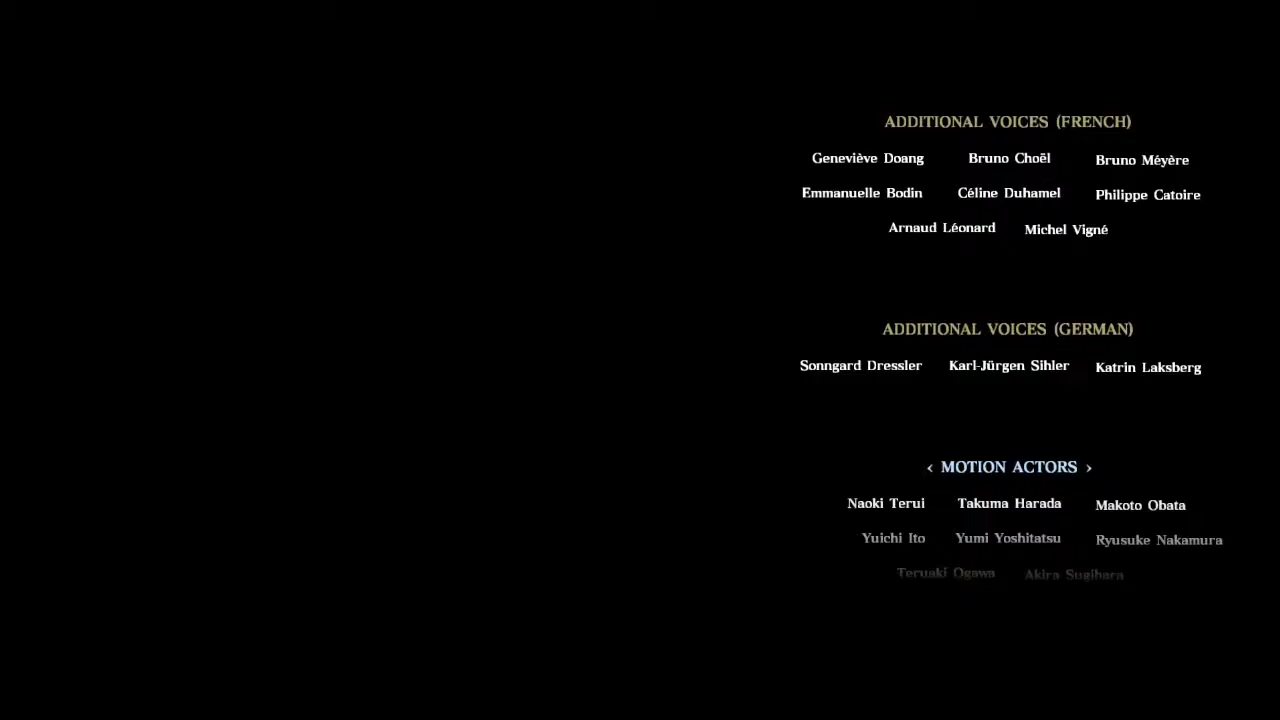 ADDITIONAL VOICES (FRENCH)
Geneviève Doang Bruno Choël Bruno Méyère
Emmanuelle Bodin Céline Duhamel Philippe Catoire
Arnaud Léonard Michel Vigné
ADDITIONAL VOICES (GERMAN)
Sonngard Dressler Karl-Jürgen Sihler Katrin Laksberg
‹ MOTION ACTORS ›
Naoki Terui Takuma Harada Makoto Obata
Yuichi Ito Yumi Yoshitatsu Ryusuke Nakamura
Teruaki Ogawa Akira Sugihara